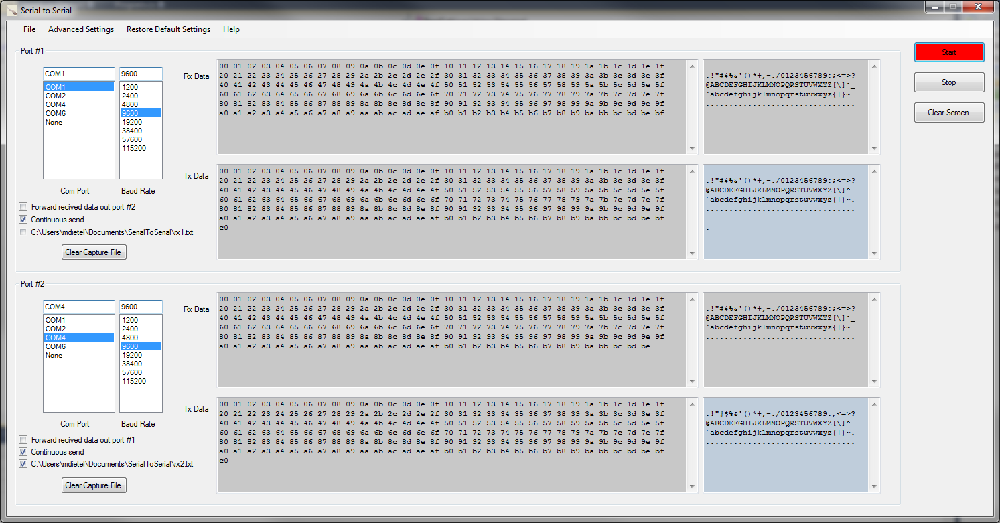 Serial to Serial
File Advanced Settings Restore Default Settings Help
Port #1
COM1
COM1
COM2
COM4
COM6
None
Com Port
9600
1200
2400
4800
9600
19200
38400
57600
115200
Baud Rate
Forward recived data out port #2
Continuous send
C:\Users\mdietel\Documents\SerialToSerial\rx1.txt
Clear Capture File
Rx Data
00 01 02 03 04 05 06 07 08 09 0a 0b 0c 0d 0e 0f 10 11 12 13 14 15 16 17 18 19 1a 1b 1c 1d 1e 1f
20 21 22 23 24 25 26 27 28 29 2a 2b 2c 2d 2e 2f 30 31 32 33 34 35 36 37 38 39 3a 3b 3c 3d 3e 3f
40 41 42 43 44 45 46 47 48 49 4a 4b 4c 4d 4e 4f 50 51 52 53 54 55 56 57 58 59 5a 5b 5c 5d 5e 5f
60 61 62 63 64 65 66 67 68 69 6a 6b 6c 6d 6e 6f 70 71 72 73 74 75 76 77 78 79 7a 7b 7c 7d 7e 7f
80 81 82 83 84 85 86 87 88 89 8a 8b 8c 8d 8e 8f 90 91 92 93 94 95 96 97 98 99 9a 9b 9c 9d 9e 9f
a0 a1 a2 a3 a4 a5 a6 a7 a8 a9 aa ab ac ad ae af b0 b1 b2 b3 b4 b5 b6 b7 b8 b9 ba bb bc bd be bf
................................
.!"#$%&'()*+,-./0123456789:;<=>?
@ABCDEFGHIJKLMNOPQRSTUVWXYZ[\]^_
`abcdefghijklmnopqrstuvwxyz{|}~.
................................
................................
Tx Data
00 01 02 03 04 05 06 07 08 09 0a 0b 0c 0d 0e 0f 10 11 12 13 14 15 16 17 18 19 1a 1b 1c 1d 1e 1f
20 21 22 23 24 25 26 27 28 29 2a 2b 2c 2d 2e 2f 30 31 32 33 34 35 36 37 38 39 3a 3b 3c 3d 3e 3f
40 41 42 43 44 45 46 47 48 49 4a 4b 4c 4d 4e 4f 50 51 52 53 54 55 56 57 58 59 5a 5b 5c 5d 5e 5f
60 61 62 63 64 65 66 67 68 69 6a 6b 6c 6d 6e 6f 70 71 72 73 74 75 76 77 78 79 7a 7b 7c 7d 7e 7f
80 81 82 83 84 85 86 87 88 89 8a 8b 8c 8d 8e 8f 90 91 92 93 94 95 96 97 98 99 9a 9b 9c 9d 9e 9f
a0 a1 a2 a3 a4 a5 a6 a7 a8 a9 aa ab ac ad ae af b0 b1 b2 b3 b4 b5 b6 b7 b8 b9 ba bb bc bd be bf
c0
................................
.!"#$%&'()*+,-./0123456789:;<=>?
@ABCDEFGHIJKLMNOPQRSTUVWXYZ[\]^_
`abcdefghijklmnopqrstuvwxyz{|}~.
................................
................................
.
Start
Stop
Clear Screen
Port #2
COM4
COM1
COM2
COM4
COM6
None
Com Port
9600
1200
2400
4800
9600
19200
38400
57600
115200
Baud Rate
Forward recived data out port #1
Continuous send
C:\Users\mdietel\Documents\SerialToSerial\rx2.txt
Clear Capture File
Rx Data
00 01 02 03 04 05 06 07 08 09 0a 0b 0c 0d 0e 0f 10 11 12 13 14 15 16 17 18 19 1a 1b 1c 1d 1e 1f
20 21 22 23 24 25 26 27 28 29 2a 2b 2c 2d 2e 2f 30 31 32 33 34 35 36 37 38 39 3a 3b 3c 3d 3e 3f
40 41 42 43 44 45 46 47 48 49 4a 4b 4c 4d 4e 4f 50 51 52 53 54 55 56 57 58 59 5a 5b 5c 5d 5e 5f
60 61 62 63 64 65 66 67 68 69 6a 6b 6c 6d 6e 6f 70 71 72 73 74 75 76 77 78 79 7a 7b 7c 7d 7e 7f
80 81 82 83 84 85 86 87 88 89 8a 8b 8c 8d 8e 8f 90 91 92 93 94 95 96 97 98 99 9a 9b 9c 9d 9e 9f
a0 a1 a2 a3 a4 a5 a6 a7 a8 a9 aa ab ac ad ae af b0 b1 b2 b3 b4 b5 b6 b7 b8 b9 ba bb bc bd be
................................
.!"#$%&'()*+,-./0123456789:;<=>?
@ABCDEFGHIJKLMNOPQRSTUVWXYZ[\]^_
`abcdefghijklmnopqrstuvwxyz{|}~.
................................
...............................
Tx Data
00 01 02 03 04 05 06 07 08 09 0a 0b 0c 0d 0e 0f 10 11 12 13 14 15 16 17 18 19 1a 1b 1c 1d 1e 1f
20 21 22 23 24 25 26 27 28 29 2a 2b 2c 2d 2e 2f 30 31 32 33 34 35 36 37 38 39 3a 3b 3c 3d 3e 3f
40 41 42 43 44 45 46 47 48 49 4a 4b 4c 4d 4e 4f 50 51 52 53 54 55 56 57 58 59 5a 5b 5c 5d 5e 5f
60 61 62 63 64 65 66 67 68 69 6a 6b 6c 6d 6e 6f 70 71 72 73 74 75 76 77 78 79 7a 7b 7c 7d 7e 7f
80 81 82 83 84 85 86 87 88 89 8a 8b 8c 8d 8e 8f 90 91 92 93 94 95 96 97 98 99 9a 9b 9c 9d 9e 9f
a0 a1 a2 a3 a4 a5 a6 a7 a8 a9 aa ab ac ad ae af b0 b1 b2 b3 b4 b5 b6 b7 b8 b9 ba bb bc bd be bf
c0
................................
.!"#$%&'()*+,-./0123456789:;<=>?
@ABCDEFGHIJKLMNOPQRSTUVWXYZ[\]^_
`abcdefghijklmnopqrstuvwxyz{|}~.
................................
................................